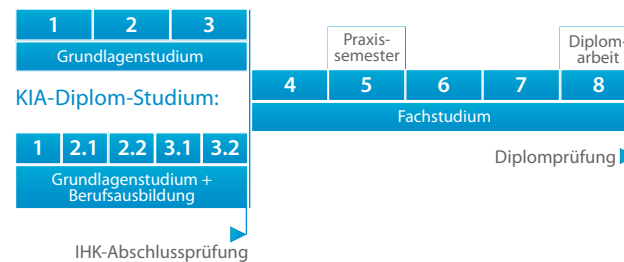 1 2 3
Grundlagenstudium
Praxis-
semester
Diplom-
arbeit
4 5 6 7 8
Fachstudium
KIA-Diplom-Studium:
1 2.1 2.2 3.1 3.2
Grundlagenstudium +
Berufsausbildung
Diplomprüfung
IHK-Abschlussprüfung